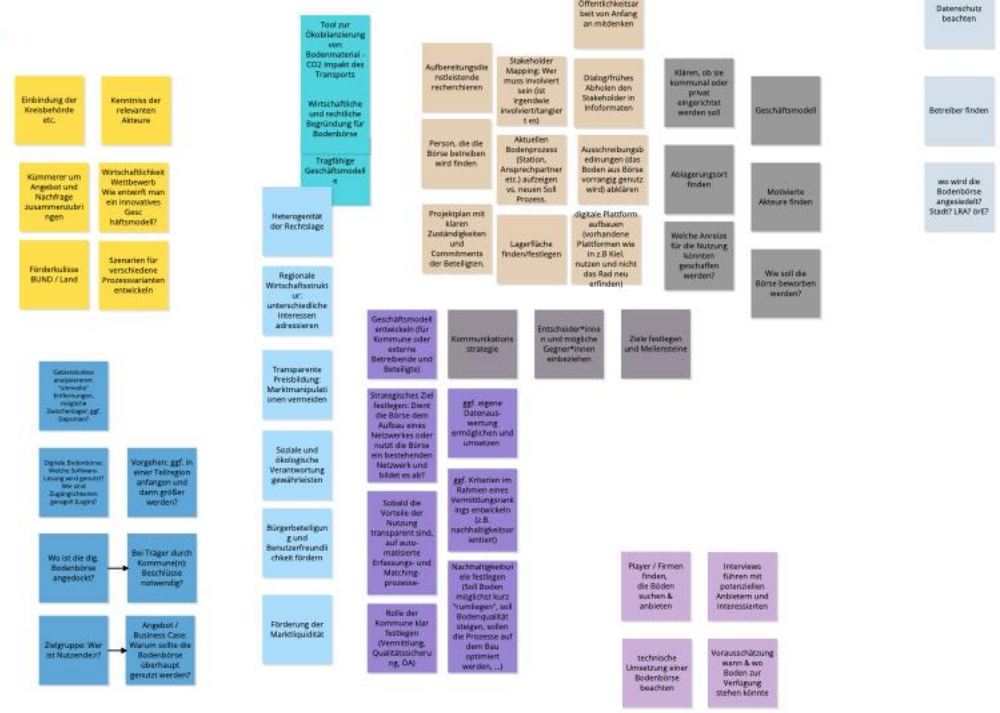 Einbindung der
Kreisbehörde
etc.
Kenntniss der
relevanten
Akteure
Kümmerer um
Angebot und
Nachfrage
zusammenzubri
ngen
Wirtschaftlichkeit
Wettbewerb
Wie entwirft man
ein innovatives
Gesc
häftsmodell?
Förderkulisse
BUND / Land
Szenarien für
verschiedene
Prozessvarianten
entwickeln
Tool zur
Ökobilanzierung
von
Bodenmaterial -
CO2 Impakt des
Transports
Wirtschaftliche
und rechtliche
Begründung für
Bodenbörse
Tragfähige
Geschäftsmodell
e
Heterogenität
der Rechtslage
Regionale
Wirtschaftsstrukt
ur:
unterschiedliche
Interessen
adressieren
Transparente
Preisbildung:
Marktmanipulati
onen vermeiden
Soziale und
ökologische
Verantwortung
gewährleisten
Bürgerbeteiligun
g und
Benutzerfreundli
chkeit fördern
Förderung der
Marktliquidität
Öffentlichkeitsar
beit von Anfang
an mitdenken
Aufbereitungsdie
nstleistende
recherchieren
Stakeholder
Mapping: Wer
muss involviert
sein (ist
irgendwie
involviert/tangier
t es)
Dialog/frühes
Abholen den
Stakeholder in
Infoformaten
Person, die die
Börse betreiben
wird finden
Aktuellen
Bodenprozess
(Station,
Ansprechpartner
etc.) aufzeigen
vs. neuen Soll
Prozess.
Ausschreibungsb
edinungen (das
Boden aus Börse
vorrangig genutz
wird) abklären
Projektplan mit
klaren
Zuständigkeiten
und
Commitments
der Beteiligten.
Lagerfläche
finden/festlegen
digitale Plattform
aufbauen
(vorhandene
Plattformen wie
in z.B Kiel,
nutzen und nicht
das Rad neu
erfinden)
Klären, ob sie
kommunal oder
privat
eingerichtet
werden soll
Geschäftsmodell
Ablagerungsort
finden
Motivierte
Akteure finden
Welche Anreize
für die Nutzung
könnten
geschaffen
werden?
Wie soll die
Börse beworben
werden?
Datenschutz
beachten
Betreiber finden
wo wird die
Bodenbörse
angesiedelt?
Stadt? LRA? örE?
Gebietskulisse
analysieren:
"sinnvolle"
Entfernungen,
mögliche
Zwischenlager; ggf.
Deponien?
Digitale Bodenbörse:
Welche Software-
Lösung wird genutzt?
Wie sind
Zugänglichkeiten
geregelt (Login)?
Vorgehen: ggf. in
einer Teilregion
anfangen und
dann größer
werden?
Wo ist die dig.
Bodenbörse
angedockt?
Bei Träger durch
Kommune(n):
Beschlüsse
notwendig?
Zielgruppe: Wer
ist Nutzende:r?
Angebot /
Business Case:
Warum sollte die
Bodenbörse
überhaupt
genutzt werden?
Geschäftsmodell
entwickeln (für
Kommune oder
externe
Betreibende und
Beteiligte)
Kommunikations
strategie
Entscheider*inne
n und mögliche
Gegner*innen
einbeziehen
Ziele festlegen
und Meilensteine
Strategisches Ziel
festlegen: Dient
die Börse dem
Aufbau eines
Netzwerkes oder
nutzt die Börse
ein bestehenden
Netzwerk und
bildet es ab?
ggf. eigene
Datenaus-
wertung
ermöglichen und
umsetzen
Sobald die
Vorteile der
Nutzung
transparent sind,
auf auto-
matisierte
Erfassungs- und
Matching-
prozesse-
ggf. Kriterian im
Rahmen eines
Vermittlungsrank
ings entwickeln
(z.B.
nachhaltigkeitsor
ientiert)
Rolle der
Kommune klar
festlegen
(Vermittlung,
Qualitätssicheru
ng, ÖA)
Nachhaltigkeitszi
ele festlegen
(Soll Boden
möglichst kurz
"rumliegen", soll
Bodenqualität
steigen, sollen
die Prozesse auf
dem Bau
optimiert
werden, ...)
Player / Firmen
finden,
die Böden
suchen &
anbieten
Interviews
führen mit
potenziellen
Anbietern und
Interessierten
technische
Umsetzung einer
Bodenbörse
beachten
Vorausschätzung
wann & wo
Boden zur
Verfügung
stehen könnte